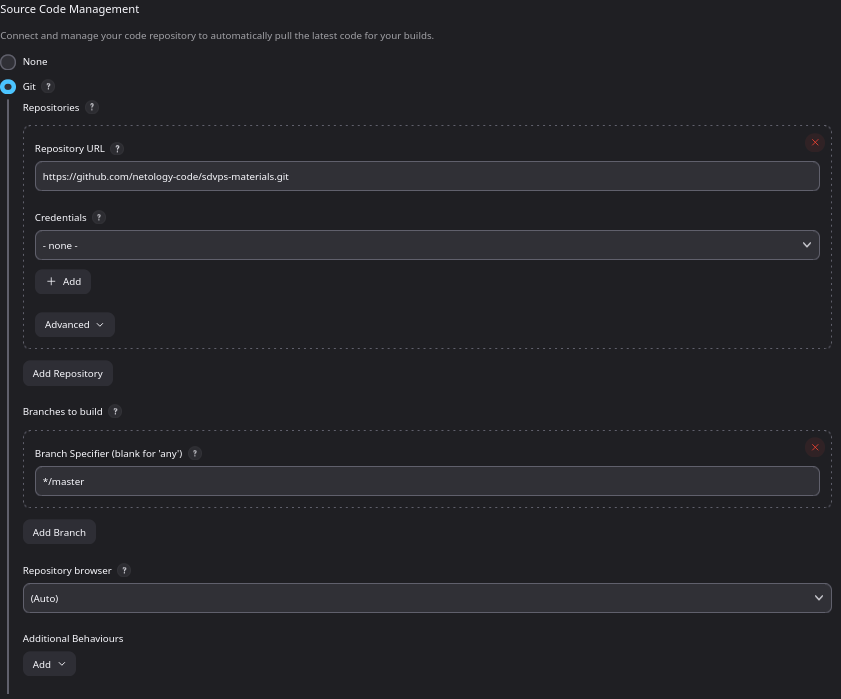 Source Code Management
Connect and manage your code repository to automatically pull the latest code for your builds.
None
Git ?
Repositories ?
Repository URL ?
https://github.com/netology-code/sdvps-materials.git
Credentials ?
- none -
+ Add
Advanced
Add Repository
Branches to build ?
Branch Specifier (blank for 'any') ?
*/master
Add Branch
Repository browser ?
(Auto)
Additional Behaviours
Add